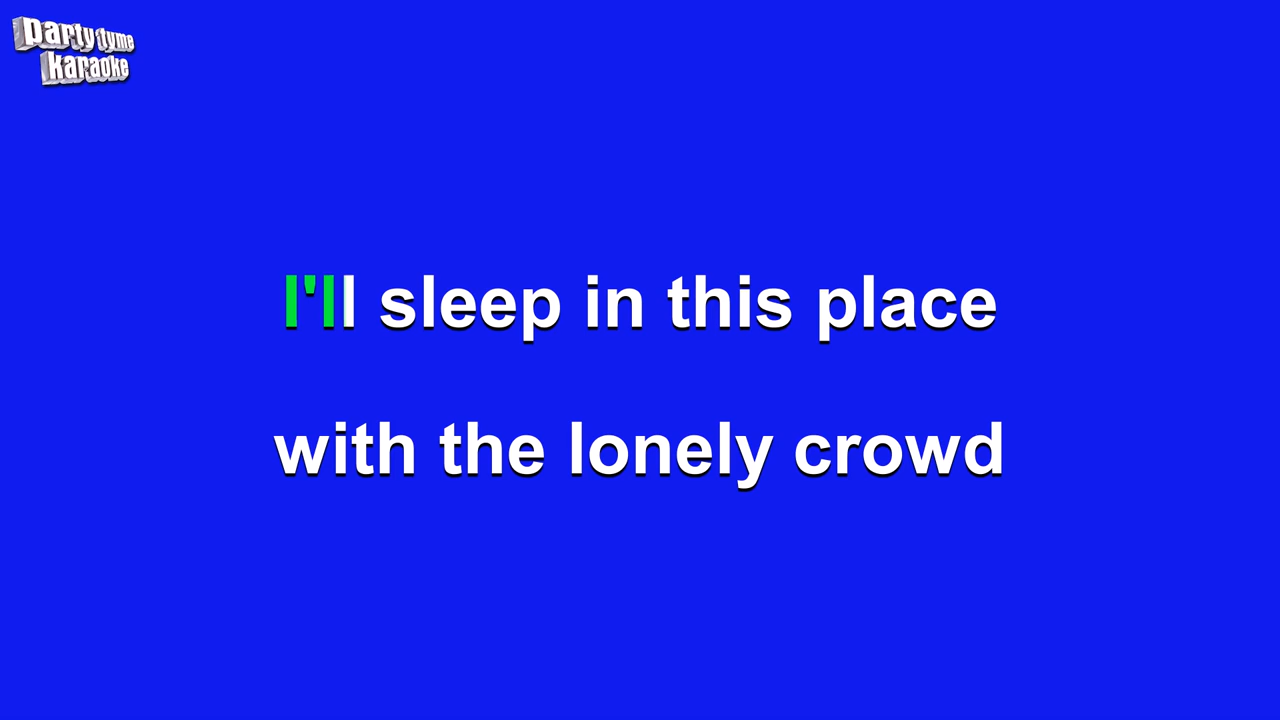 party tyme
karaoke
I'll sleep in this place
with the lonely crowd